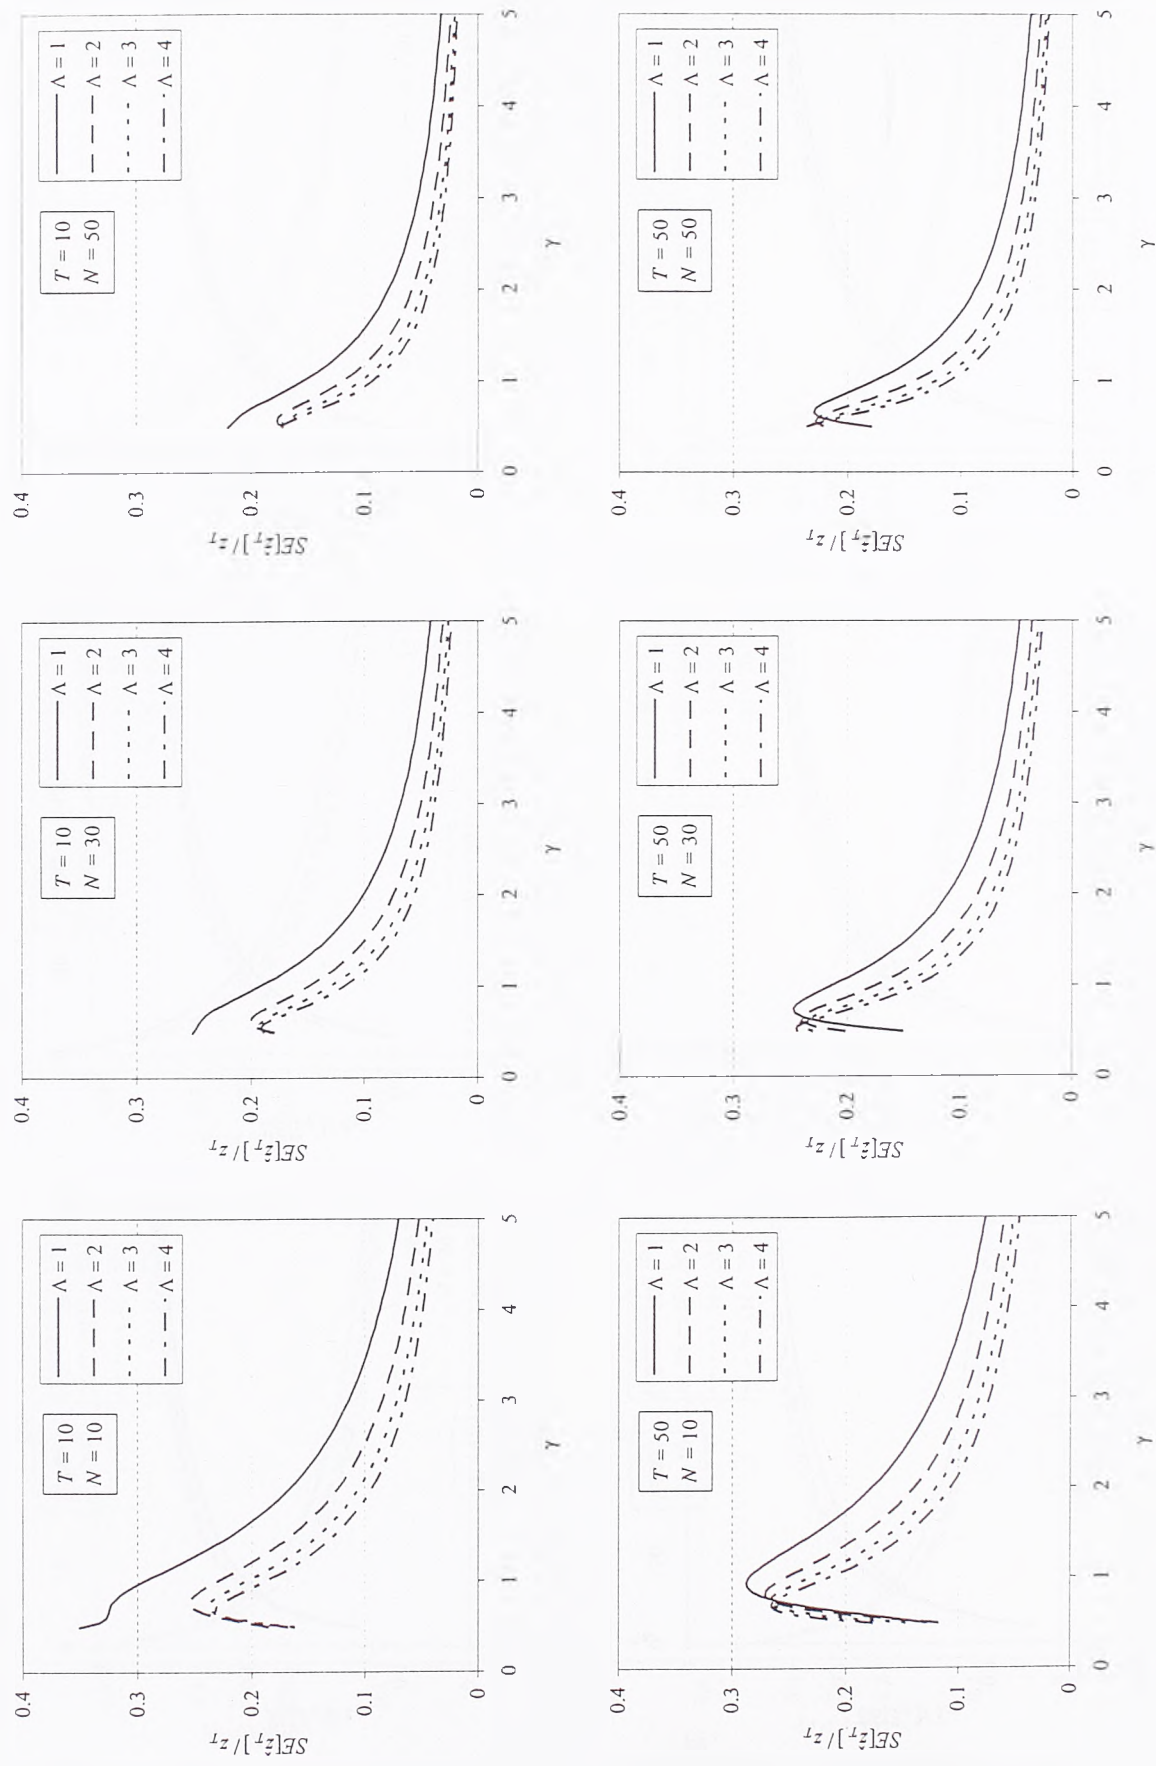 SE[ẑ_T]/z_T
0.4
0.3
0.2
0.1
0
T = 10
N = 10
Λ = 1
Λ = 2
Λ = 3
Λ = 4
0 1 2 3 4 5
γ
SE[ẑ_T]/z_T
0.4
0.3
0.2
0.1
0
T = 10
N = 30
Λ = 1
Λ = 2
Λ = 3
Λ = 4
0 1 2 3 4 5
γ
SE[ẑ_T]/z_T
0.4
0.3
0.2
0.1
0
T = 10
N = 50
Λ = 1
Λ = 2
Λ = 3
Λ = 4
0 1 2 3 4 5
γ
SE[ẑ_T]/z_T
0.4
0.3
0.2
0.1
0
T = 50
N = 10
Λ = 1
Λ = 2
Λ = 3
Λ = 4
0 1 2 3 4 5
γ
SE[ẑ_T]/z_T
0.4
0.3
0.2
0.1
0
T = 50
N = 30
Λ = 1
Λ = 2
Λ = 3
Λ = 4
0 1 2 3 4 5
γ
SE[ẑ_T]/z_T
0.4
0.3
0.2
0.1
0
T = 50
N = 50
Λ = 1
Λ = 2
Λ = 3
Λ = 4
0 1 2 3 4 5
γ